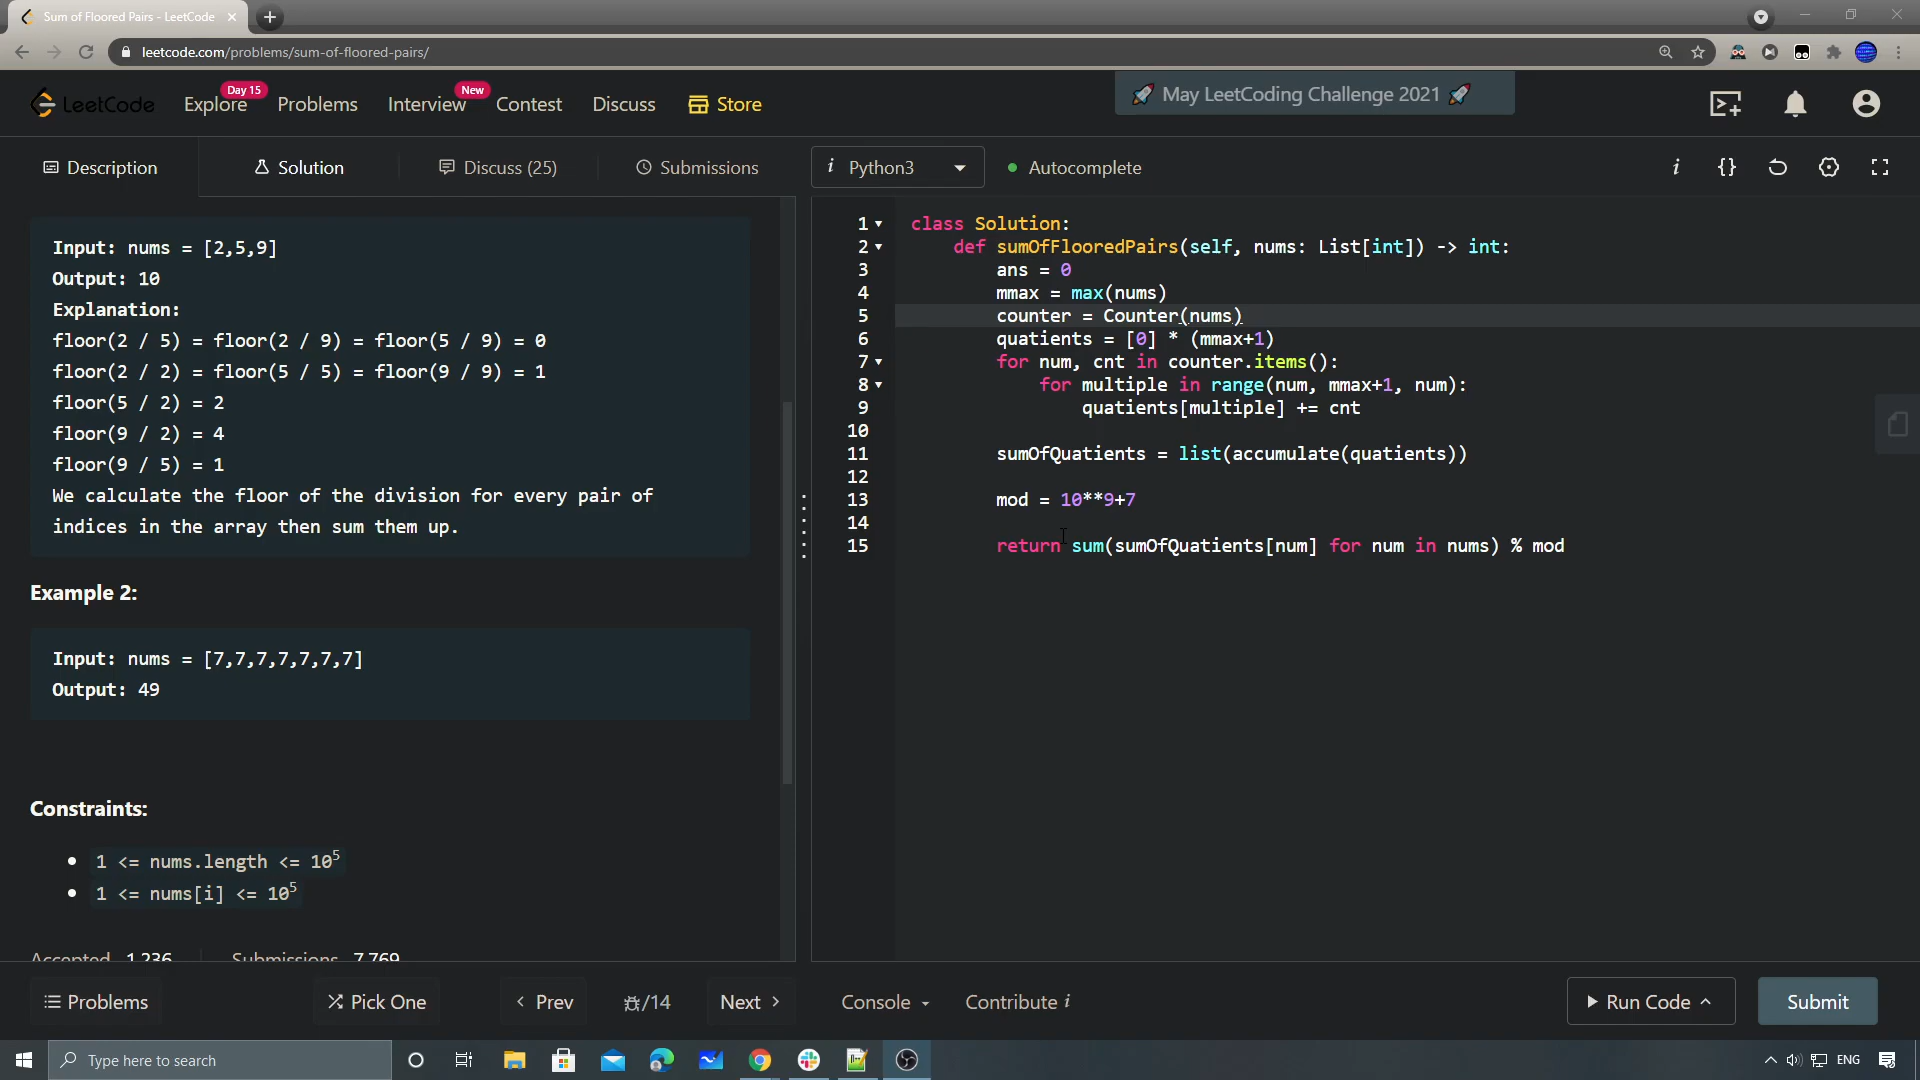 Sum of Floored Pairs - LeetCode
leetcode.com/problems/sum-of-floored-pairs/
LeetCode
Explore
Day 15
Problems
Interview
New
Contest
Discuss
Store
May LeetCoding Challenge 2021
Description
Solution
Discuss (25)
Submissions
i Python3
Autocomplete
i
{}
Input: nums = [2,5,9]
Output: 10
Explanation:
floor(2 / 5) = floor(2 / 9) = floor(5 / 9) = 0
floor(2 / 2) = floor(5 / 5) = floor(9 / 9) = 1
floor(5 / 2) = 2
floor(9 / 2) = 4
floor(9 / 5) = 1
We calculate the floor of the division for every pair of
indices in the array then sum them up.
Example 2:
Input: nums = [7,7,7,7,7,7,7]
Output: 49
Constraints:
1 <= nums.length <= 10⁵
1 <= nums[i] <= 10⁵
Accepted 1,236
Submissions 7,769
1 class Solution:
2 def sumOfFlooredPairs(self, nums: List[int]) -> int:
3 ans = 0
4 mmax = max(nums)
5 counter = Counter(nums)
6 quatients = [0] * (mmax+1)
7 for num, cnt in counter.items():
8 for multiple in range(num, mmax+1, num):
9 quatients[multiple] += cnt
10
11 sumOfQuatients = list(accumulate(quatients))
12
13 mod = 10**9+7
14
15 return sum(sumOfQuatients[num] for num in nums) % mod
Problems
Pick One
Prev
/14
Next
Console
Contribute i
Run Code
Submit
Type here to search
ENG